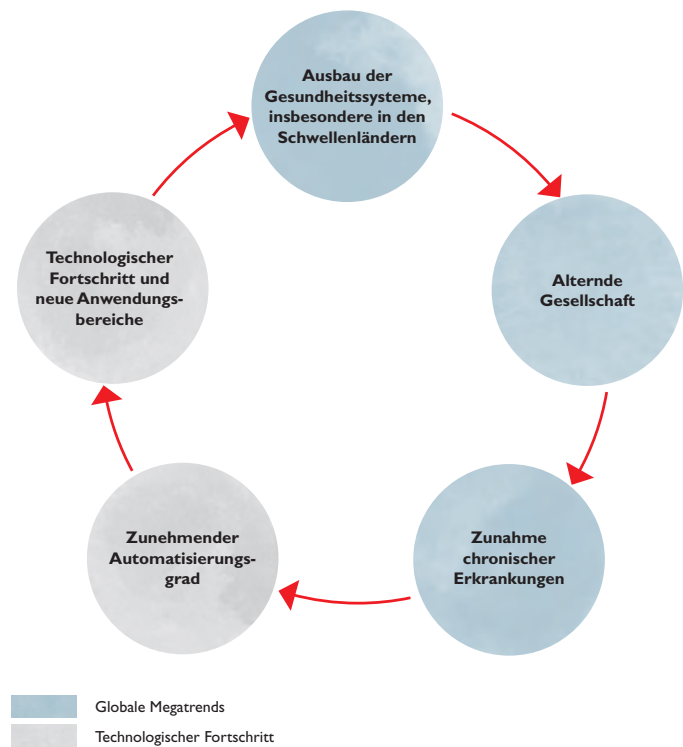 Ausbau der
Gesundheitssysteme,
insbesondere in den
Schwellenländern
Alternde
Gesellschaft
Zunahme
chronischer
Erkrankungen
Zunehmender
Automatisierungs-
grad
Technologischer
Fortschritt und
neue Anwendungs-
bereiche
Globale Megatrends
Technologischer Fortschritt